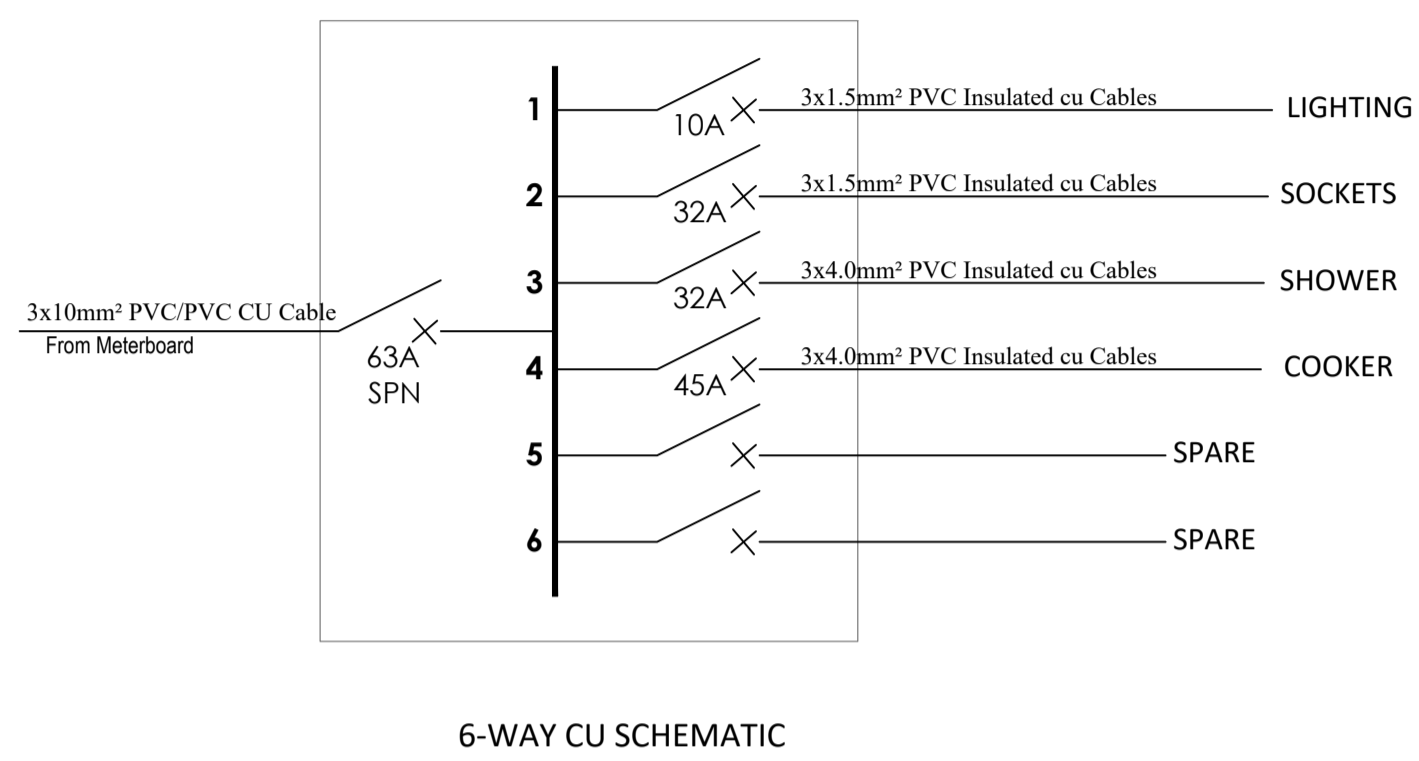 1
3x1.5mm² PVC Insulated cu Cables
LIGHTING
10A
2
3x1.5mm² PVC Insulated cu Cables
SOCKETS
32A
3
3x4.0mm² PVC Insulated cu Cables
SHOWER
32A
3x10mm² PVC/PVC CU Cable
From Meterboard
63A
SPN
4
3x4.0mm² PVC Insulated cu Cables
COOKER
45A
5
SPARE
6
SPARE
6-WAY CU SCHEMATIC